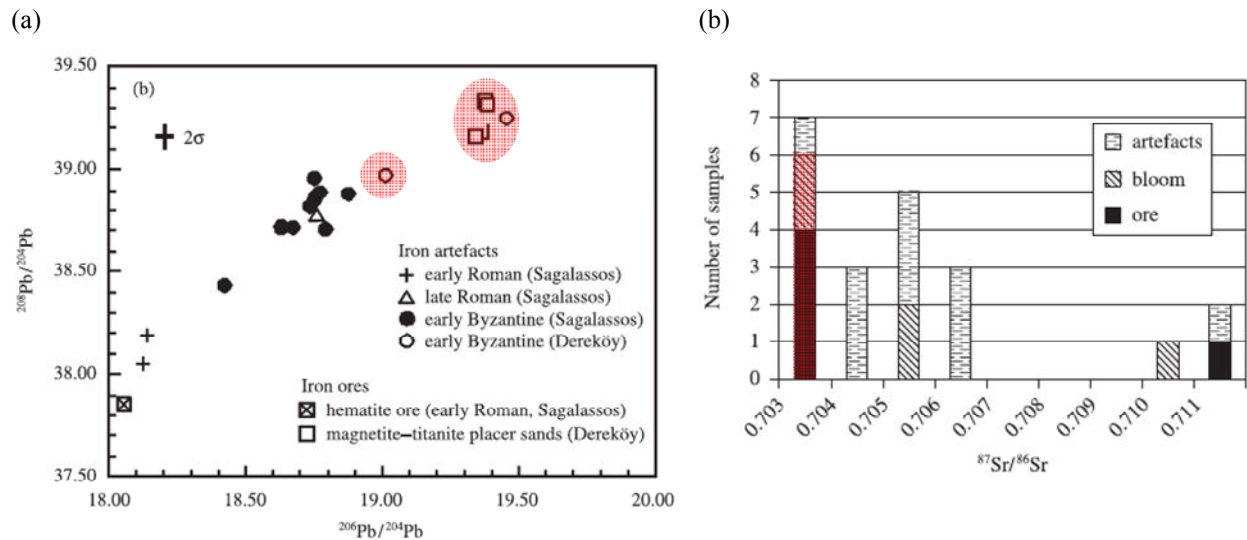 (a)
(b)
39.50
39.00
38.50
38.00
37.50
²⁰⁸Pb/²⁰⁴Pb
(b)
2σ
Iron artefacts
early Roman (Sagalassos)
late Roman (Sagalassos)
early Byzantine (Sagalassos)
early Byzantine (Dereköy)
Iron ores
hematite ore (early Roman, Sagalassos)
magnetite–titanite placer sands (Dereköy)
18.00 18.50 19.00 19.50 20.00
²⁰⁶Pb/²⁰⁴Pb
Number of samples
8
7
6
5
4
3
2
1
0
artefacts
bloom
ore
0.703 0.704 0.705 0.706 0.707 0.708 0.709 0.710 0.711
⁸⁷Sr/⁸⁶Sr